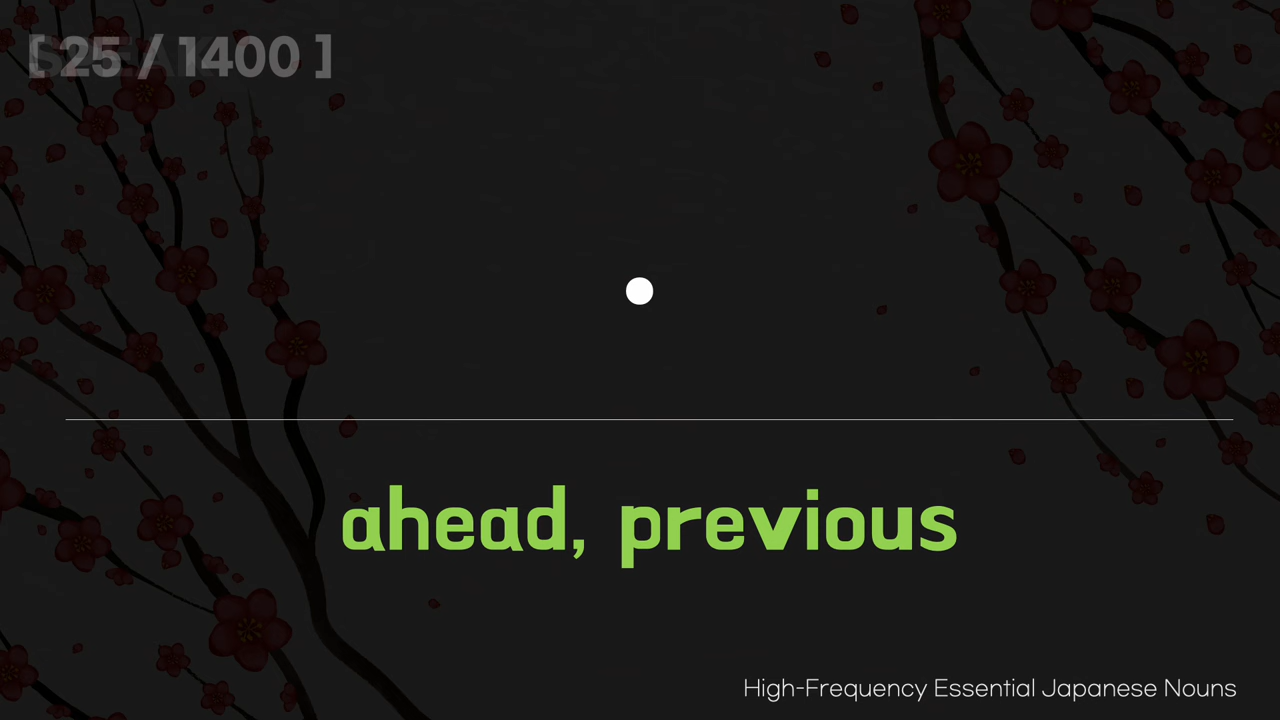 [ 25 / 1400 ]
ahead, previous
High-Frequency Essential Japanese Nouns